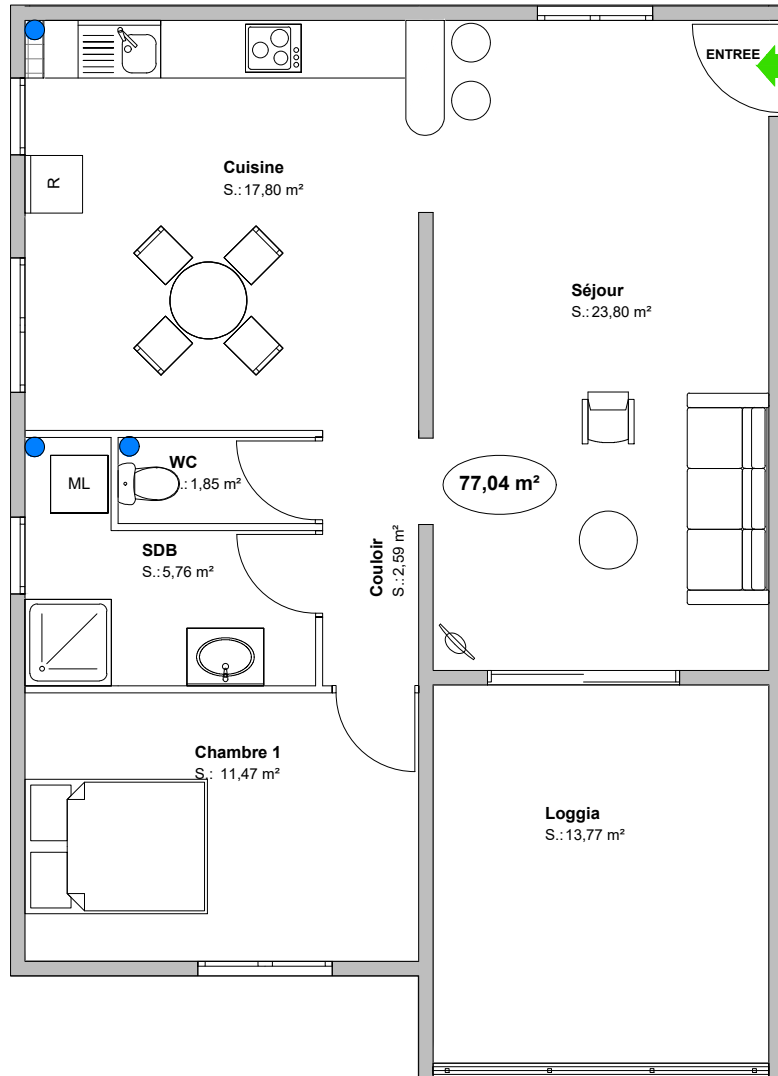 ENTREE
Cuisine
S.: 17,80 m²
R
Séjour
S.: 23,80 m²
77,04 m²
WC
.: 1,85 m²
ML
SDB
S.: 5,76 m²
Couloir
S.: 2,59 m²
Chambre 1
S.: 11,47 m²
Loggia
S.: 13,77 m²